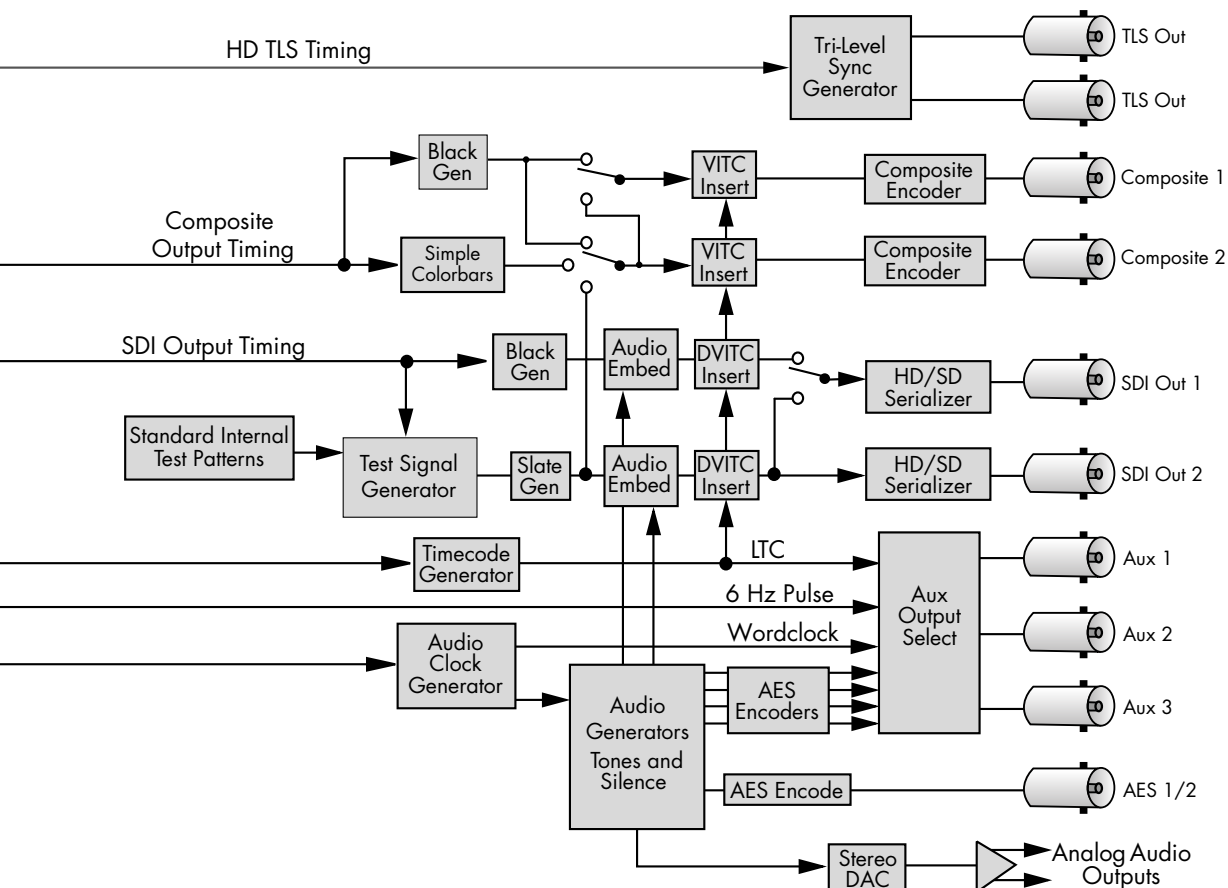 HD TLS Timing
Tri-Level
Sync
Generator
TLS Out
TLS Out
Black
Gen
VITC
Insert
Composite
Encoder
Composite 1
Composite
Output Timing
Simple
Colorbars
VITC
Insert
Composite
Encoder
Composite 2
SDI Output Timing
Black
Gen
Audio
Embed
DVITC
Insert
HD/SD
Serializer
SDI Out 1
Standard Internal
Test Patterns
Test Signal
Generator
Slate
Gen
Audio
Embed
DVITC
Insert
HD/SD
Serializer
SDI Out 2
Timecode
Generator
LTC
6 Hz Pulse
Wordclock
Aux
Output
Select
Aux 1
Aux 2
Aux 3
Audio
Clock
Generator
Audio
Generators
Tones and
Silence
AES
Encoders
AES Encode
AES 1/2
Stereo
DAC
Analog Audio
Outputs